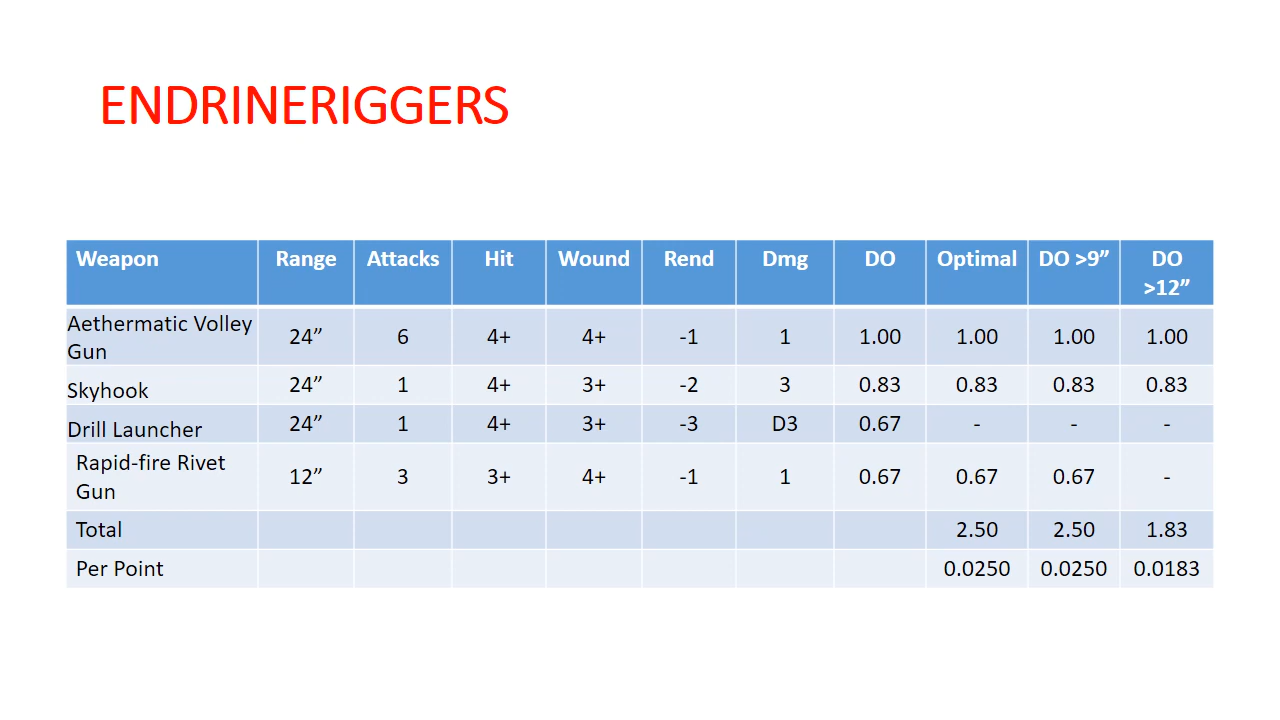 ENDRINERIGGERS
Weapon Range Attacks Hit Wound Rend Dmg DO Optimal DO >9” DO
>12”
Aethermatic Volley
Gun 24” 6 4+ 4+ -1 1 1.00 1.00 1.00 1.00
Skyhook 24” 1 4+ 3+ -2 3 0.83 0.83 0.83 0.83
Drill Launcher 24” 1 4+ 3+ -3 D3 0.67 - - -
Rapid-fire Rivet
Gun 12” 3 3+ 4+ -1 1 0.67 0.67 0.67 -
Total 2.50 2.50 1.83
Per Point 0.0250 0.0250 0.0183